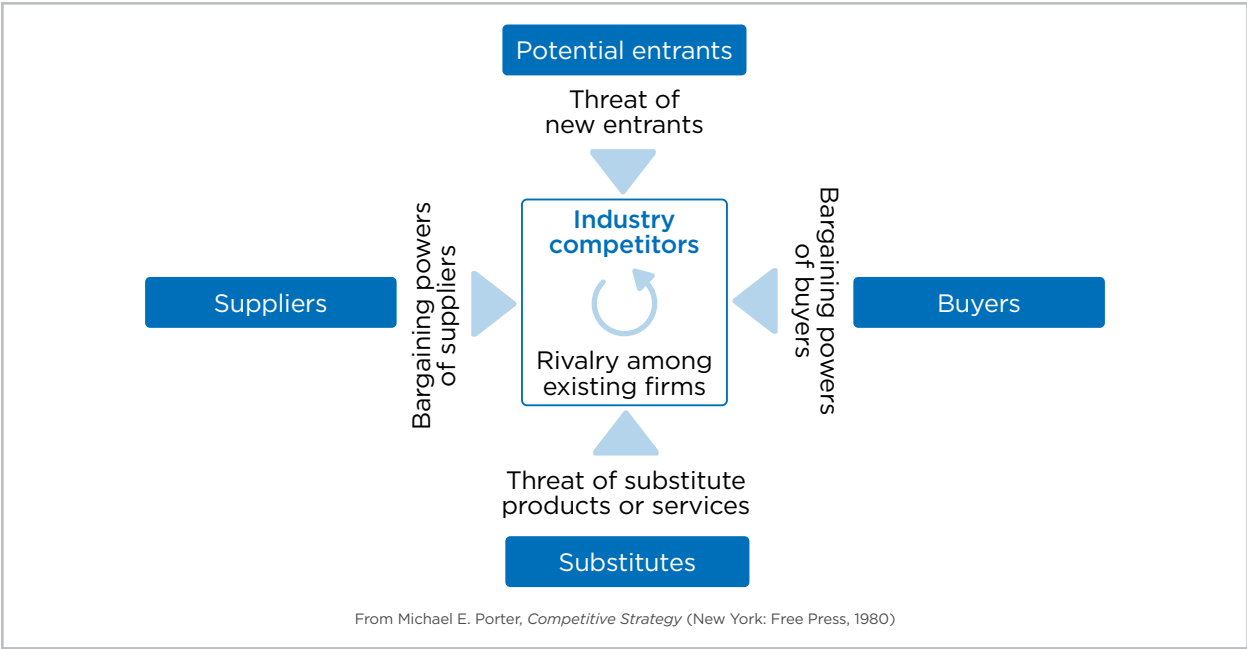 Potential entrants
Threat of
new entrants
Industry
competitors
Rivalry among
existing firms
Suppliers
Bargaining powers
of suppliers
Bargaining powers
of buyers
Buyers
Threat of substitute
products or services
Substitutes
From Michael E. Porter, Competitive Strategy (New York: Free Press, 1980)